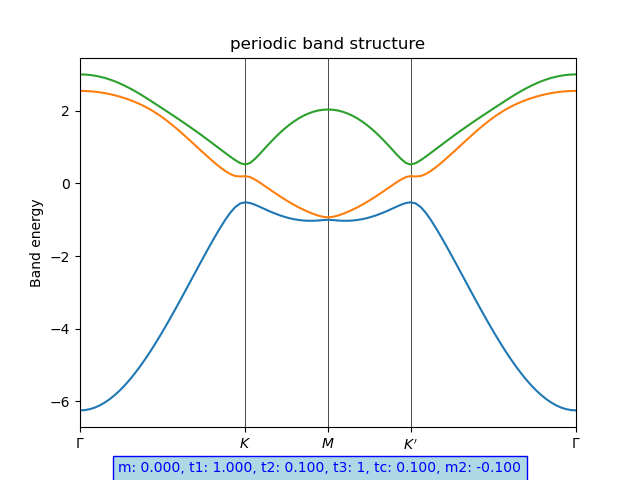 periodic band structure
Band energy
2
0
−2
−4
−6
Γ K M K′ Γ
m: 0.000, t1: 1.000, t2: 0.100, t3: 1, tc: 0.100, m2: -0.100